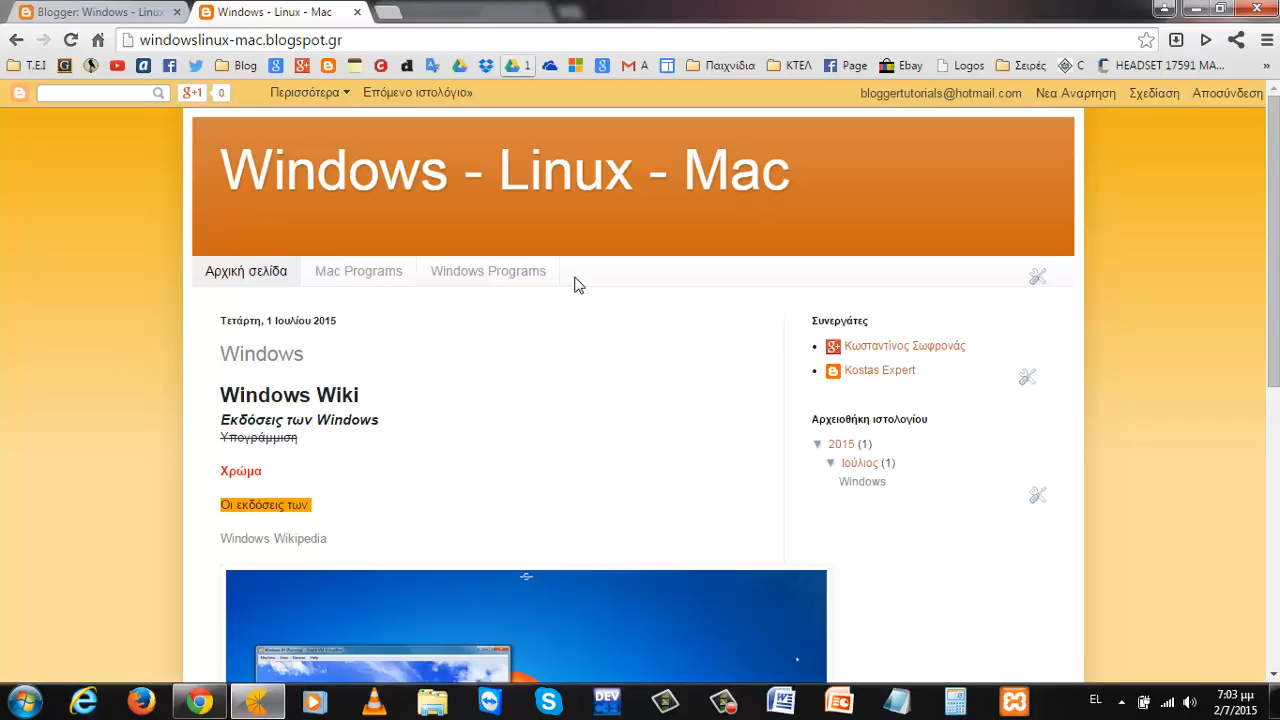 Blogger: Windows - Linux
Windows - Linux - Mac
windowslinux-mac.blogspot.gr
T.E.I
Blog
1
A
Παιχνίδια
ΚΤΕΛ
Page
Ebay
Logos
Σειρές
C
HEADSET 17591 MA...
»
+1
0
Περισσότερα
Επόμενο ιστολόγιο»
bloggertutorials@hotmail.com
Νεα Αναρτηση
Σχεδίαση
Αποσύνδεση
Windows - Linux - Mac
Αρχική σελίδα
Mac Programs
Windows Programs
Τετάρτη, 1 Ιουλίου 2015
Windows
Windows Wiki
Εκδόσεις των Windows
Υπογράμμιση
Χρώμα
Οι εκδόσεις των
Windows Wikipedia
Συνεργάτες
Κωσταντίνος Σωφρονάς
Kostas Expert
Αρχειοθήκη ιστολογίου
▼ 2015 (1)
▼ Ιούλιος (1)
Windows
EL
7:03 μμ
2/7/2015